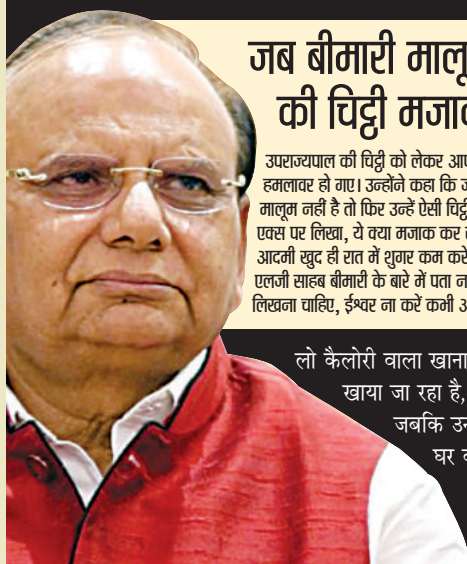 जब बीमारी मालू
की चिट्ठी मजाव
उपराज्यपाल की चिट्ठी को लेकर आप
हमलावर हो गए। उन्होंने कहा कि ज
मालूम नहीं है तो फिर उन्हें ऐसी चिट्ठी
एक्स पर लिखा, ये क्या मजाक कर
आदमी खुद ही रात में शुगर कम करे
एलजी साहब बीमारी के बारे में पता न
लिखना चाहिए, ईश्वर ना करें कभी अ
लो कैलोरी वाला खाना
खाया जा रहा है,
जबकि उन
घर